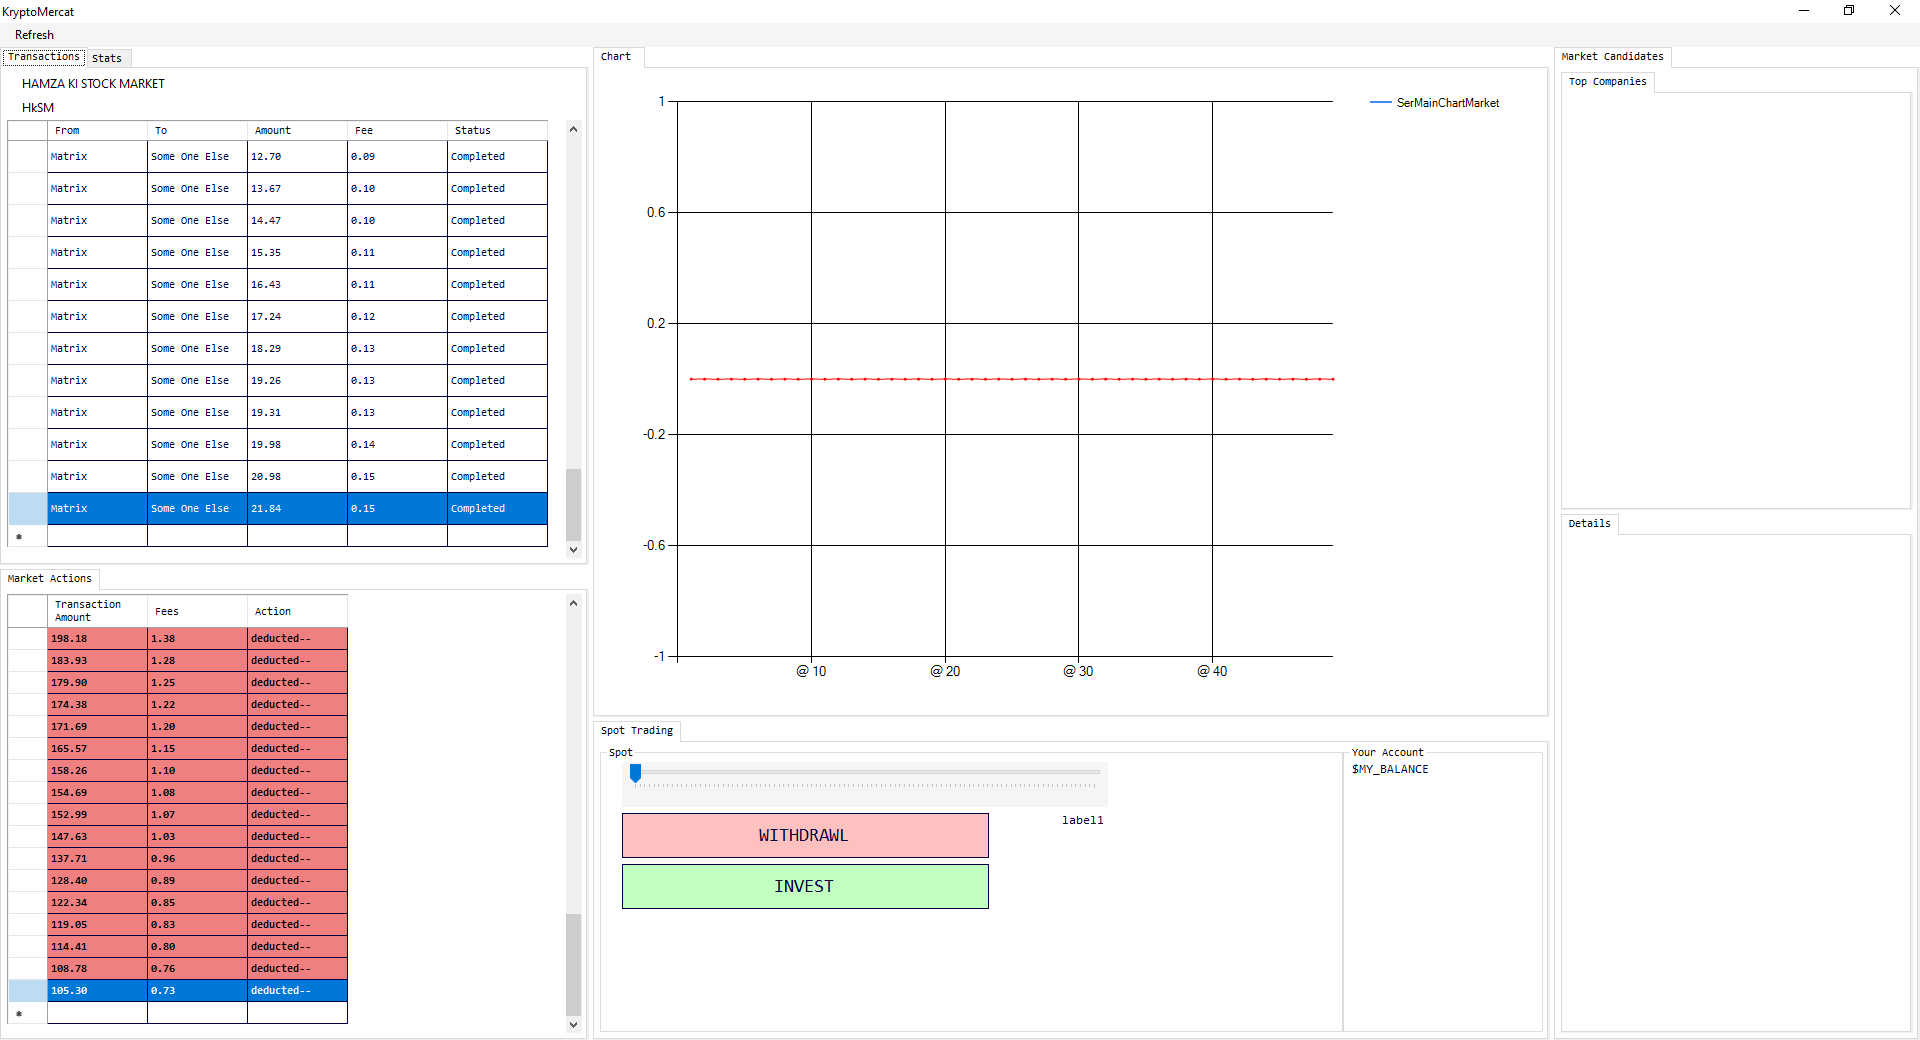 KryptoMercat
Refresh
Transactions Stats
HAMZA KI STOCK MARKET
HkSM
From To Amount Fee Status
Matrix Some One Else 12.70 0.09 Completed
Matrix Some One Else 13.67 0.10 Completed
Matrix Some One Else 14.47 0.10 Completed
Matrix Some One Else 15.35 0.11 Completed
Matrix Some One Else 16.43 0.11 Completed
Matrix Some One Else 17.24 0.12 Completed
Matrix Some One Else 18.29 0.13 Completed
Matrix Some One Else 19.26 0.13 Completed
Matrix Some One Else 19.31 0.13 Completed
Matrix Some One Else 19.98 0.14 Completed
Matrix Some One Else 20.98 0.15 Completed
Matrix Some One Else 21.84 0.15 Completed
*
Market Actions
Transaction Amount Fees Action
198.18 1.38 deducted--
183.93 1.28 deducted--
179.90 1.25 deducted--
174.38 1.22 deducted--
171.69 1.20 deducted--
165.57 1.15 deducted--
158.26 1.10 deducted--
154.69 1.08 deducted--
152.99 1.07 deducted--
147.63 1.03 deducted--
137.71 0.96 deducted--
128.40 0.89 deducted--
122.34 0.85 deducted--
119.05 0.83 deducted--
114.41 0.80 deducted--
108.78 0.76 deducted--
105.30 0.73 deducted--
*
Chart
1
0.6
0.2
-0.2
-0.6
-1
@ 10 @ 20 @ 30 @ 40
SerMainChartMarket
Spot Trading
Spot
label1
WITHDRAWL
INVEST
Your Account
$MY_BALANCE
Market Candidates
Top Companies
Details